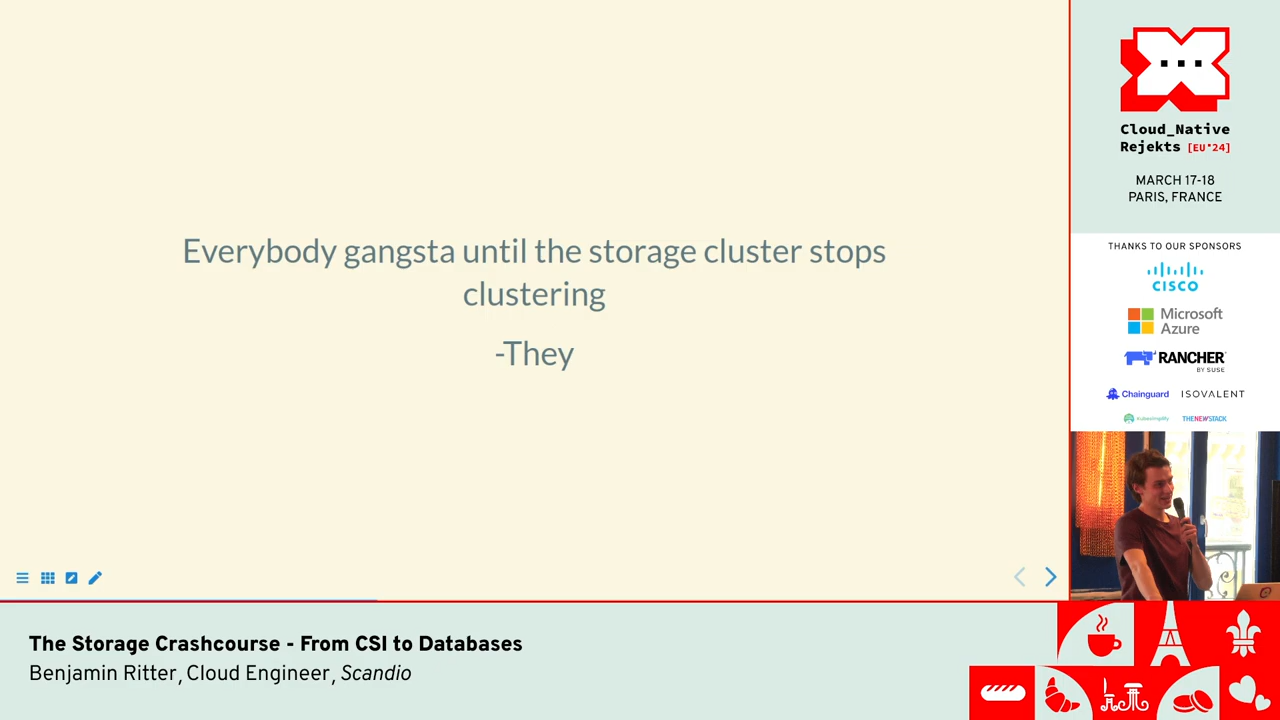 Everybody gangsta until the storage cluster stops
clustering
-They
Cloud_Native
Rejekts [EU'24]
MARCH 17-18
PARIS, FRANCE
THANKS TO OUR SPONSORS
CISCO
Microsoft
Azure
RANCHER
BY SUSE
Chainguard
ISOVALENT
kubesimplify
THENEWSTACK
The Storage Crashcourse - From CSI to Databases
Benjamin Ritter, Cloud Engineer, Scandio